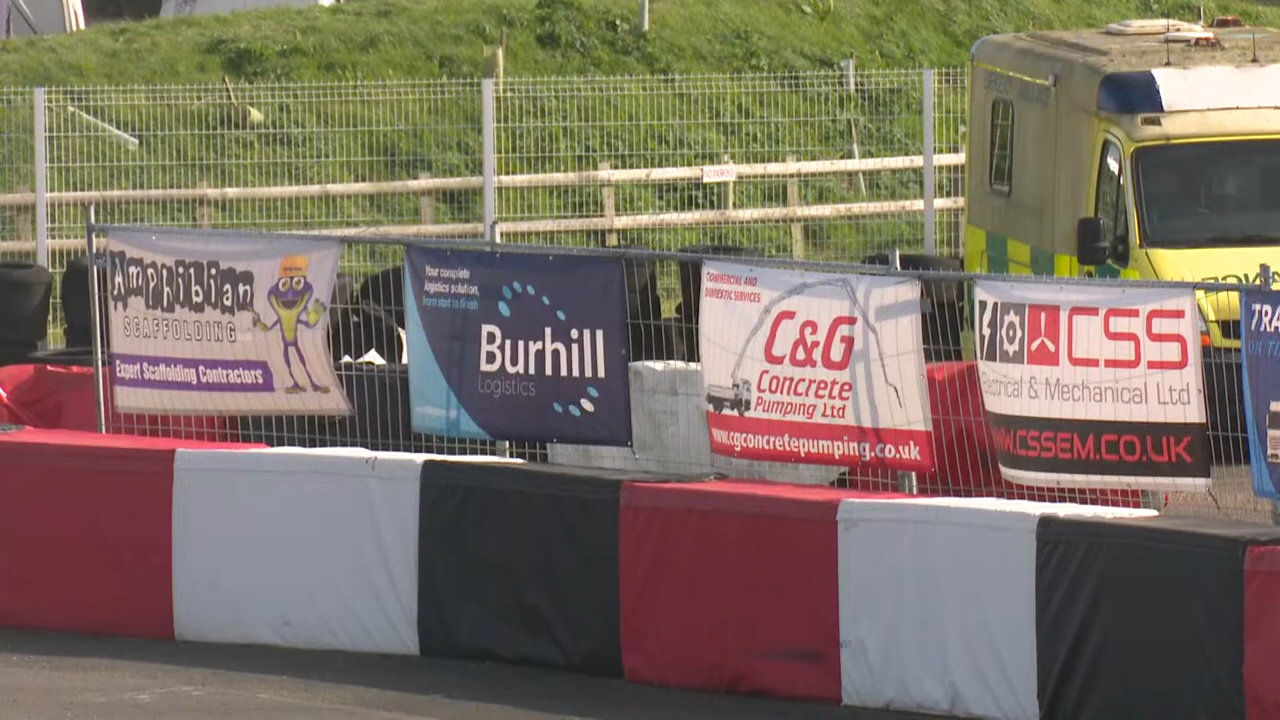 NO PARKING
Amphibian
SCAFFOLDING
Expert Scaffolding Contractors
Your complete
logistics solution,
from start to finish
Burhill
Logistics
COMMERCIAL AND
DOMESTIC SERVICES
C&G
Concrete
Pumping Ltd
www.cgconcretepumping.co.uk
CSS
Electrical & Mechanical Ltd
WWW.CSSEM.CO.UK
TRA